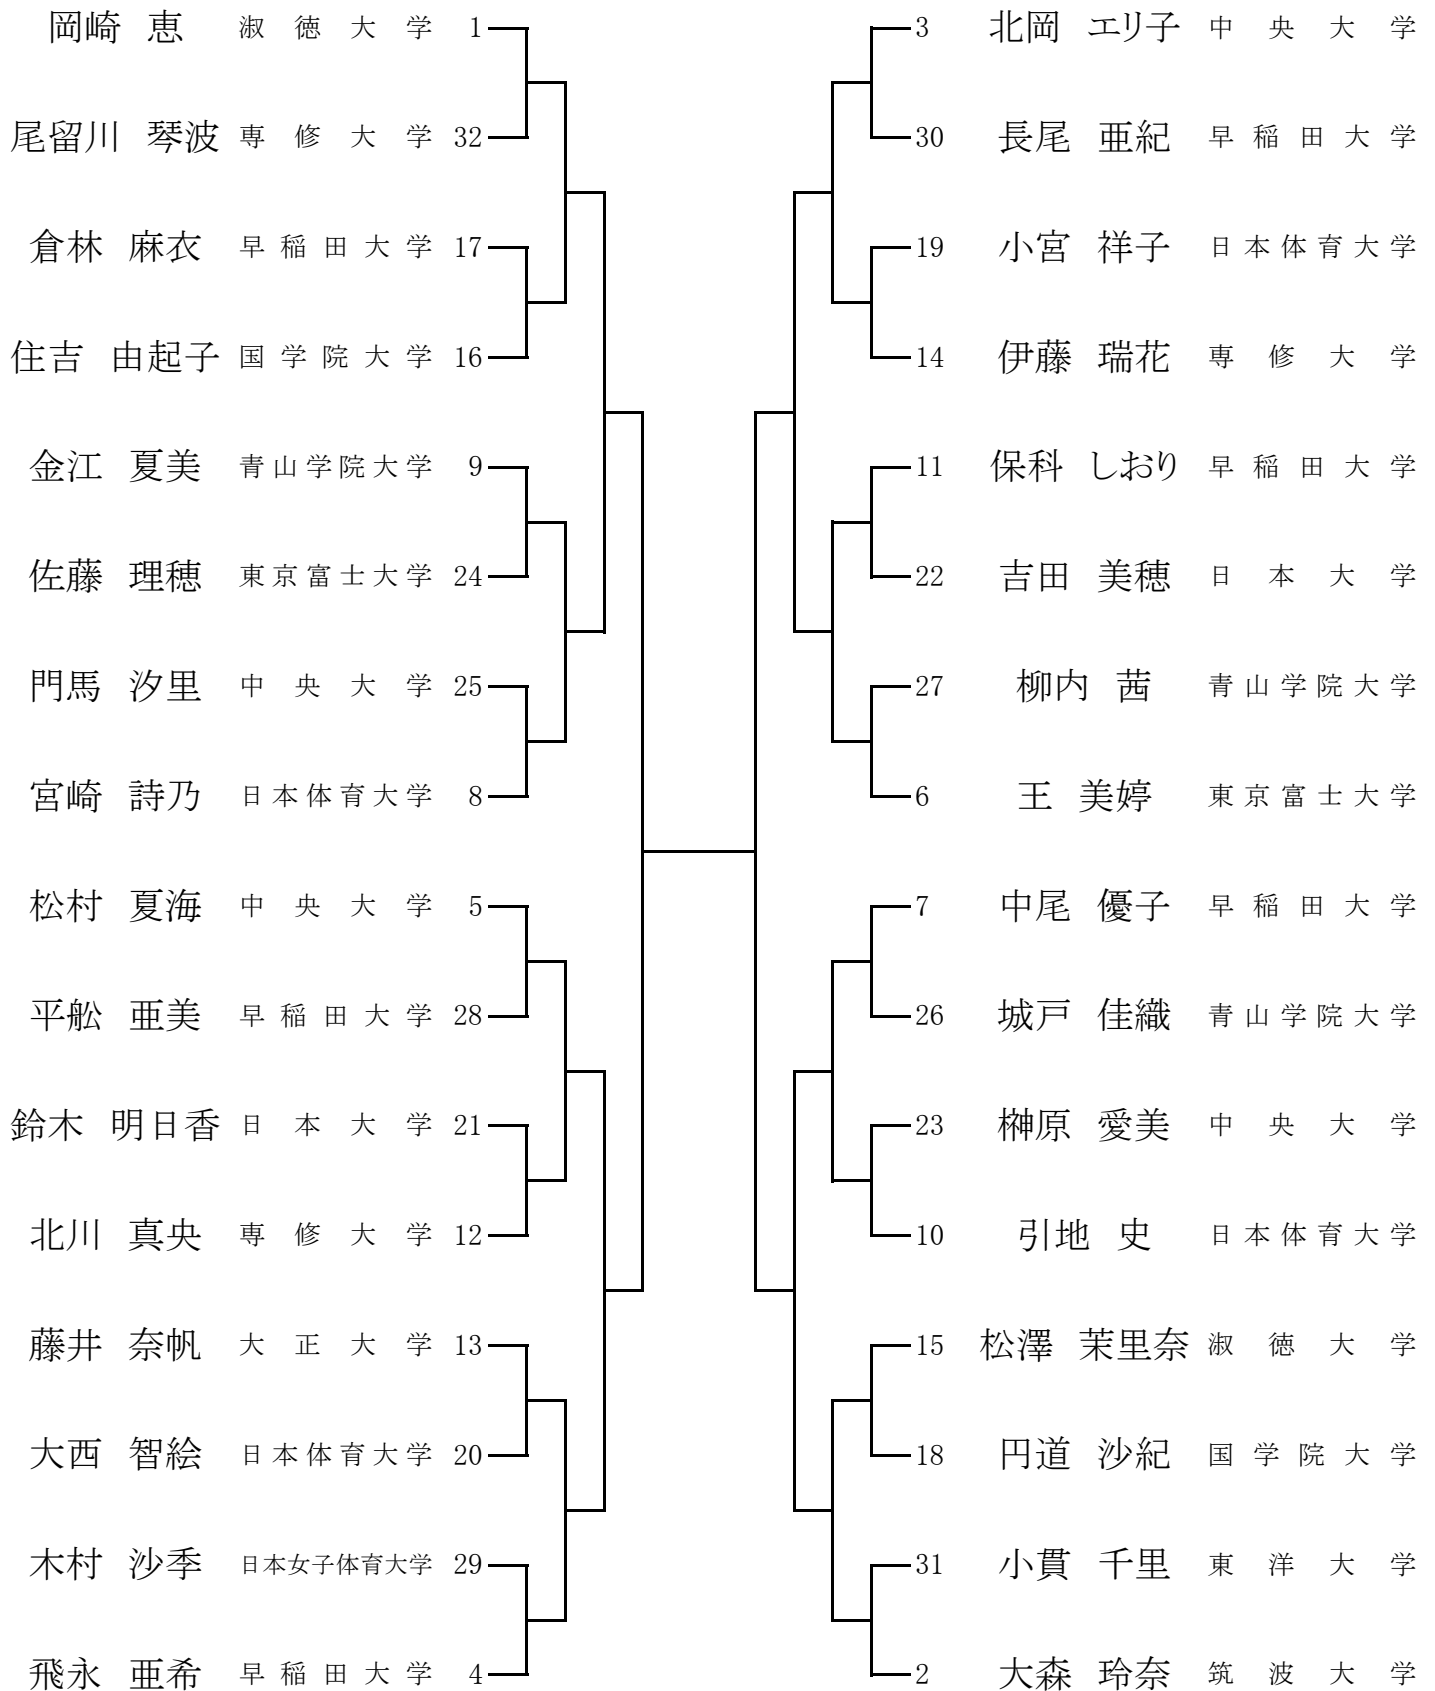 岡崎 恵 淑徳大学 1
尾留川 琴波 専修大学 32
倉林 麻衣 早稲田大学 17
住吉 由起子 国学院大学 16
金江 夏美 青山学院大学 9
佐藤 理穂 東京富士大学 24
門馬 汐里 中央大学 25
宮崎 詩乃 日本体育大学 8
松村 夏海 中央大学 5
平舩 亜美 早稲田大学 28
鈴木 明日香 日本大学 21
北川 真央 専修大学 12
藤井 奈帆 大正大学 13
大西 智絵 日本体育大学 20
木村 沙季 日本女子体育大学 29
飛永 亜希 早稲田大学 4
3 北岡 エリ子 中央大学
30 長尾 亜紀 早稲田大学
19 小宮 祥子 日本体育大学
14 伊藤 瑞花 専修大学
11 保科 しおり 早稲田大学
22 吉田 美穂 日本大学
27 柳内 茜 青山学院大学
6 王 美婷 東京富士大学
7 中尾 優子 早稲田大学
26 城戸 佳織 青山学院大学
23 榊原 愛美 中央大学
10 引地 史 日本体育大学
15 松澤 茉里奈 淑徳大学
18 円道 沙紀 国学院大学
31 小貫 千里 東洋大学
2 大森 玲奈 筑波大学